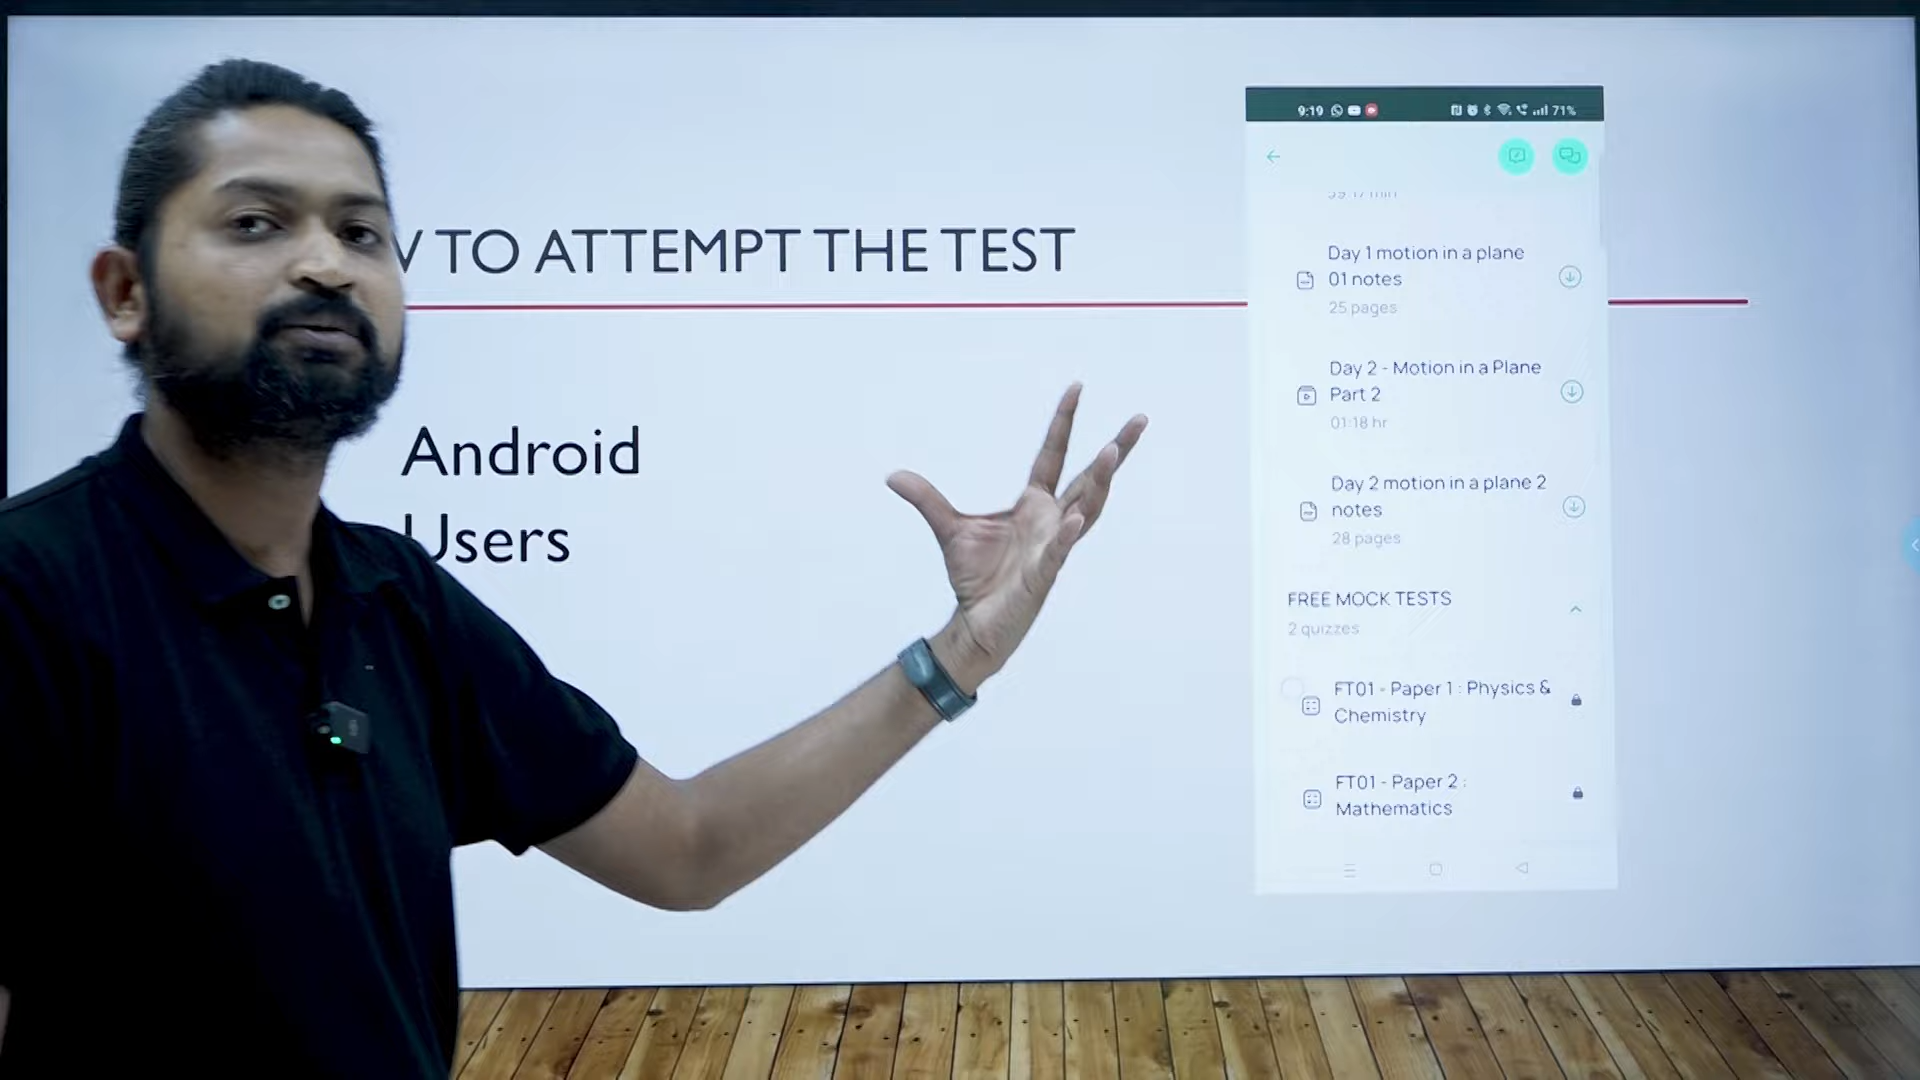 TO ATTEMPT THE TEST
Android
Users
9:19
71%
Day 1 motion in a plane
01 notes
25 pages
Day 2 - Motion in a Plane
Part 2
01:18 hr
Day 2 motion in a plane 2
notes
28 pages
FREE MOCK TESTS
2 quizzes
FT01 - Paper 1 : Physics &
Chemistry
FT01 - Paper 2 :
Mathematics